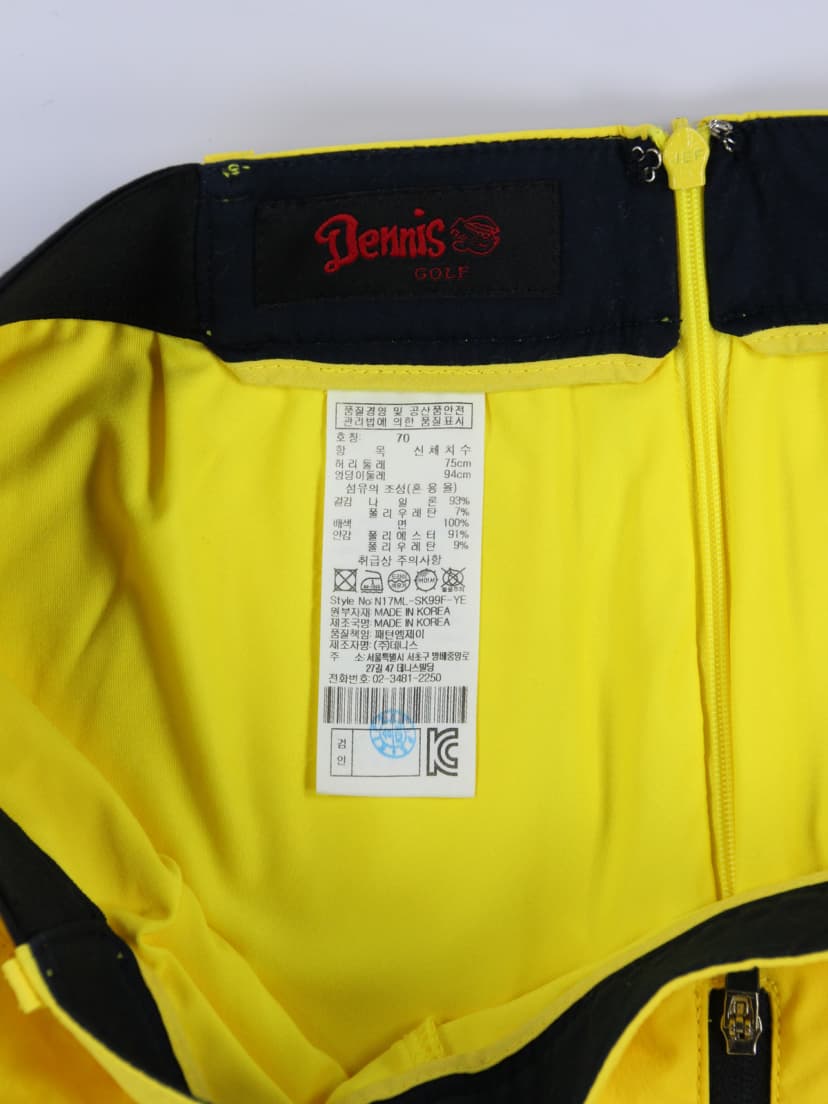 Dennis
GOLF
품질경영 및 공산품안전
관리법에 의한 품질표시
호칭: 70
항 목 신체치수
허리둘레 75cm
엉덩이둘레 94cm
섬유의 조성(혼용율)
겉감 나 일 론 93%
폴리우레탄 7%
배색 면 100%
안감 폴리에스터 91%
폴리우레탄 9%
취급상 주의사항
Style No:N17ML-SK99F-YE
원부자재:MADE IN KOREA
제조국명:MADE IN KOREA
품질책임:패턴엠제이
제조자명:(주)데니스
주 소:서울특별시 서초구 방배중앙로
27길 47 데니스빌딩
전화번호:02-3481-2250
검
인
KC